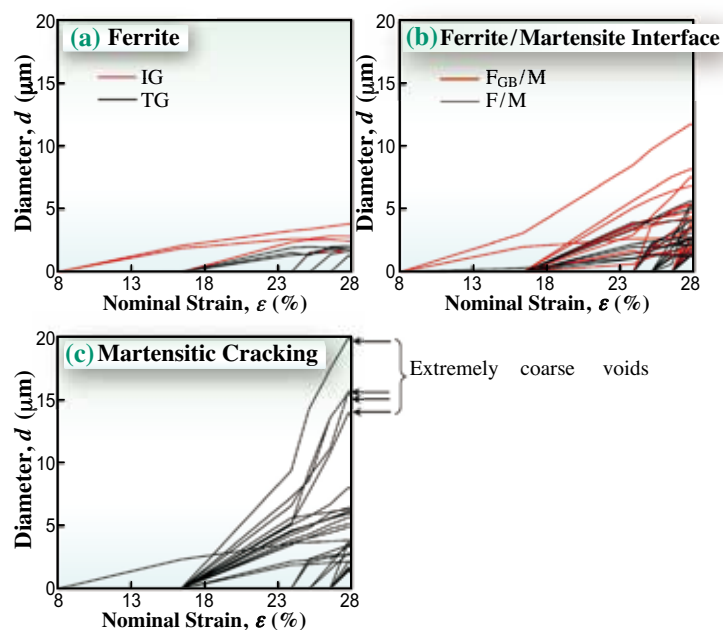 (a) Ferrite
IG
TG
Diameter, d (μm)
20
15
10
5
0
8
13
18
23
28
Nominal Strain, ε (%)
(b) Ferrite/Martensite Interface
F_GB/M
F/M
Diameter, d (μm)
20
15
10
5
0
8
13
18
23
28
Nominal Strain, ε (%)
(c) Martensitic Cracking
Extremely coarse voids
Diameter, d (μm)
20
15
10
5
0
8
13
18
23
28
Nominal Strain, ε (%)